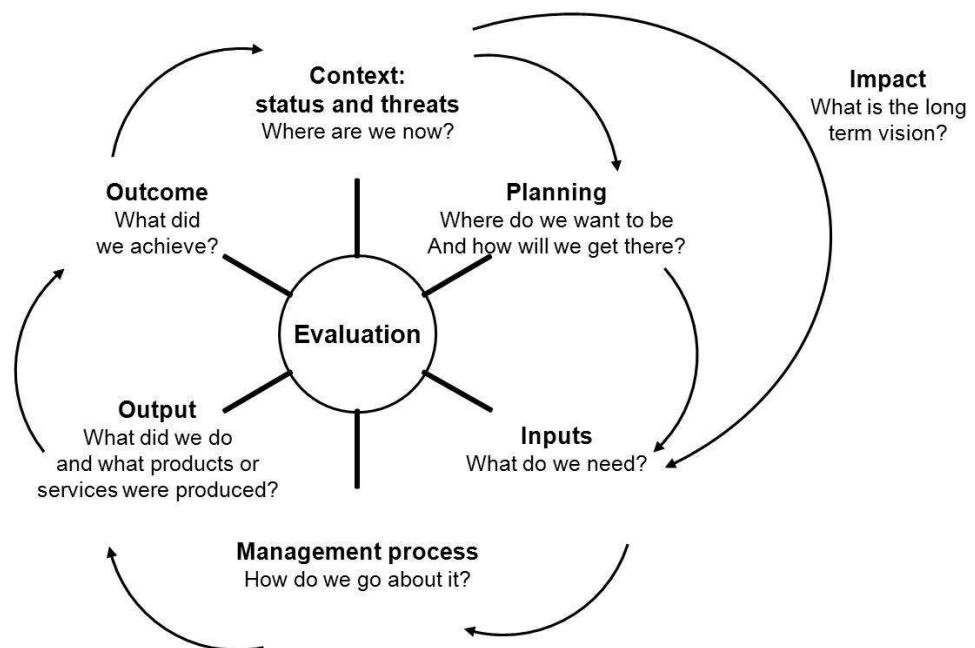 Context:
status and threats
Where are we now?
Impact
What is the long
term vision?
Outcome
What did
we achieve?
Planning
Where do we want to be
And how will we get there?
Evaluation
Output
What did we do
and what products or
services were produced?
Inputs
What do we need?
Management process
How do we go about it?